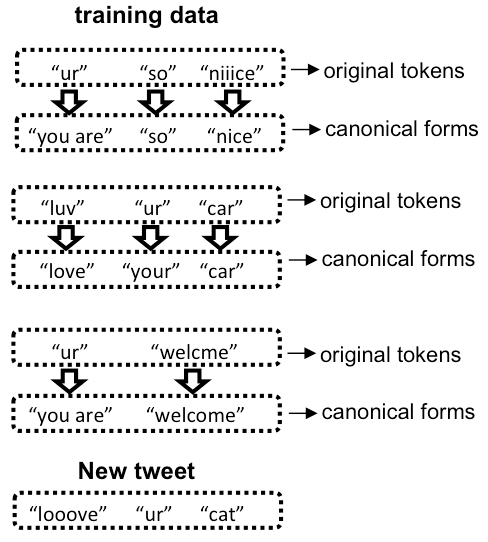 training data
“ur” “so” “niiice” original tokens
“you are” “so” “nice” canonical forms
“luv” “ur” “car” original tokens
“love” “your” “car” canonical forms
“ur” “welcme” original tokens
“you are” “welcome” canonical forms
New tweet
“looove” “ur” “cat”